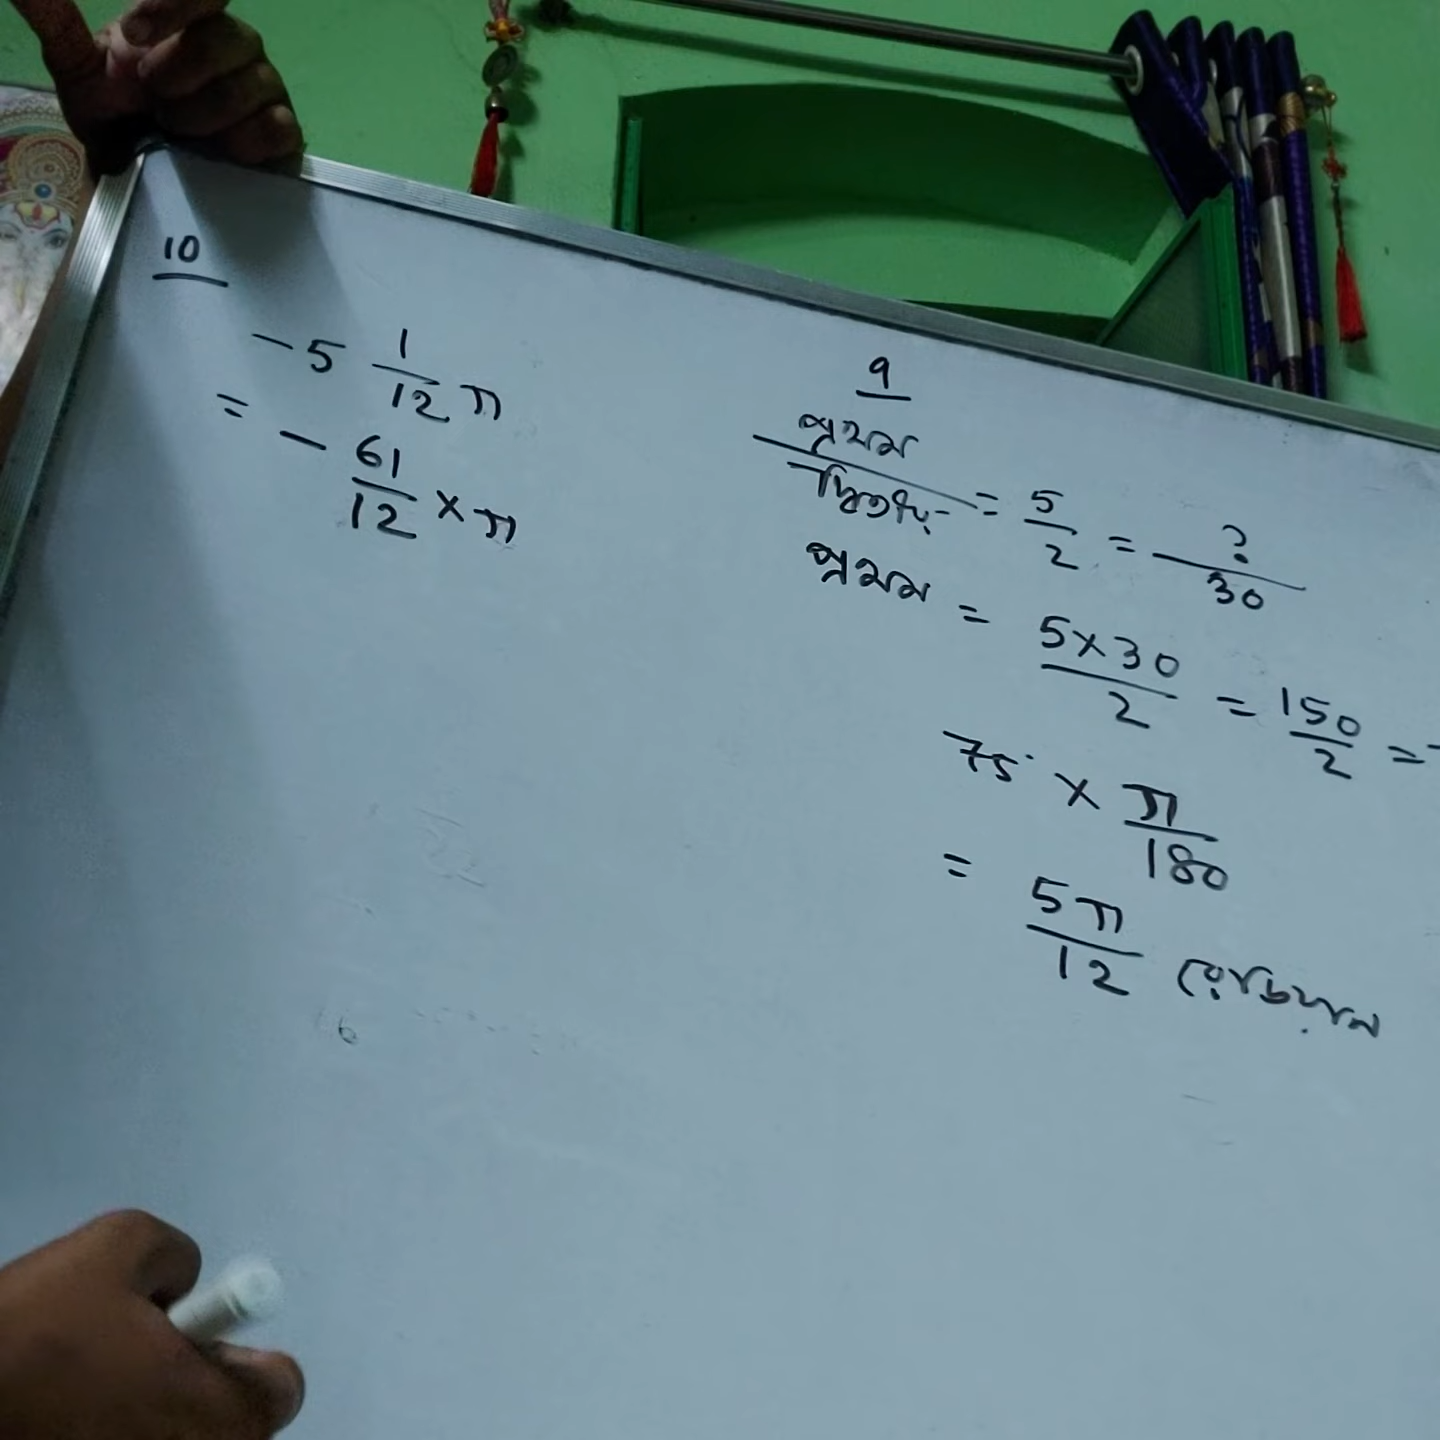 10
- 5 1/12 π
= - 61/12 × π
9
প্রথম/দ্বিতীয় = 5/2 = ?/30
প্রথম = 5×30/2 = 150/2 =
75° × π/180
= 5π/12 রেডিয়ান